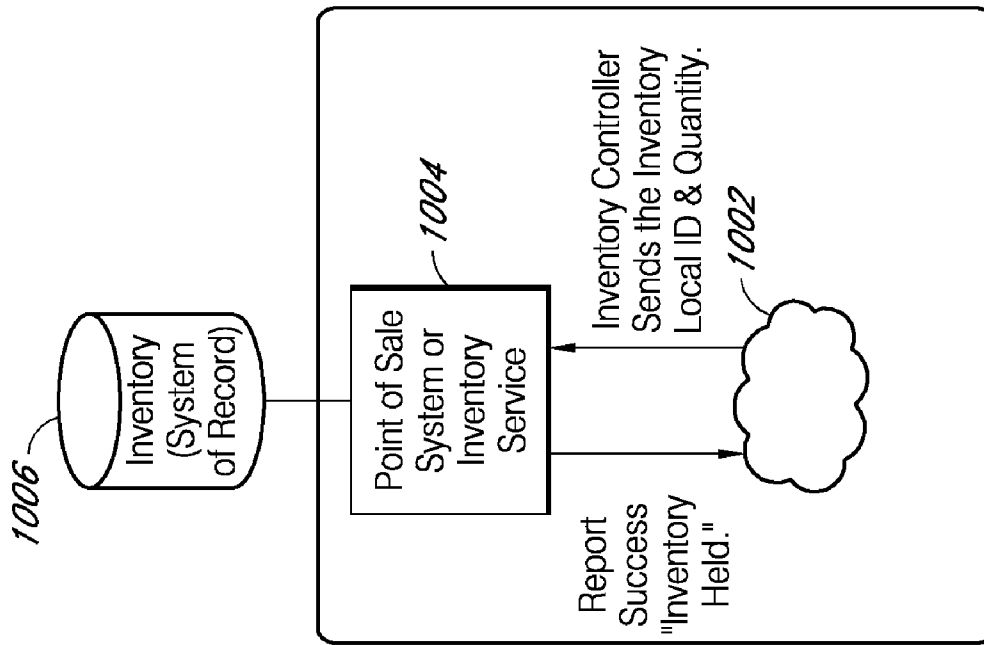 1006
Inventory
(System
of Record)
1004
Point of Sale
System or
Inventory
Service
Inventory Controller
Sends the Inventory
Local ID & Quantity.
Report
Success
"Inventory
Held."
1002